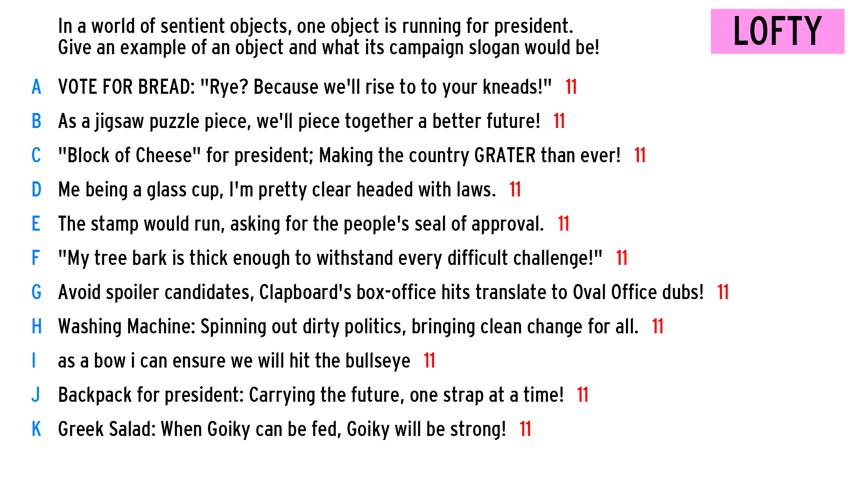 In a world of sentient objects, one object is running for president.
Give an example of an object and what its campaign slogan would be!
LOFTY
A VOTE FOR BREAD: "Rye? Because we'll rise to to your kneads!" 11
B As a jigsaw puzzle piece, we'll piece together a better future! 11
C "Block of Cheese" for president; Making the country GRATER than ever! 11
D Me being a glass cup, I'm pretty clear headed with laws. 11
E The stamp would run, asking for the people's seal of approval. 11
F "My tree bark is thick enough to withstand every difficult challenge!" 11
G Avoid spoiler candidates, Clapboard's box-office hits translate to Oval Office dubs! 11
H Washing Machine: Spinning out dirty politics, bringing clean change for all. 11
I as a bow i can ensure we will hit the bullseye 11
J Backpack for president: Carrying the future, one strap at a time! 11
K Greek Salad: When Goiky can be fed, Goiky will be strong! 11